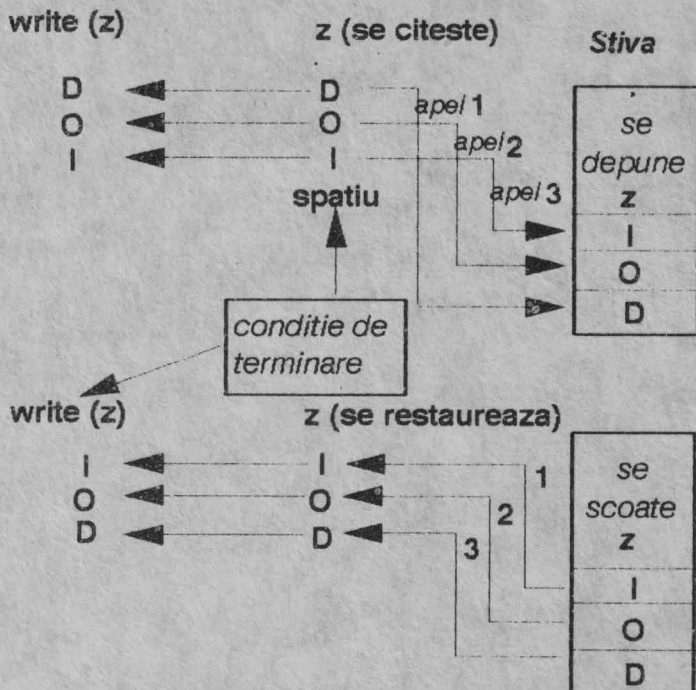 write (z)
z (se citeste)
Stiva
D
D
apel 1
se
O
O
apel 2
depune
I
I
apel 3
z
spatiu
I
O
D
conditie de
terminare
write (z)
z (se restaureaza)
I
I
1
se
O
O
2
scoate
D
D
3
z
I
O
D